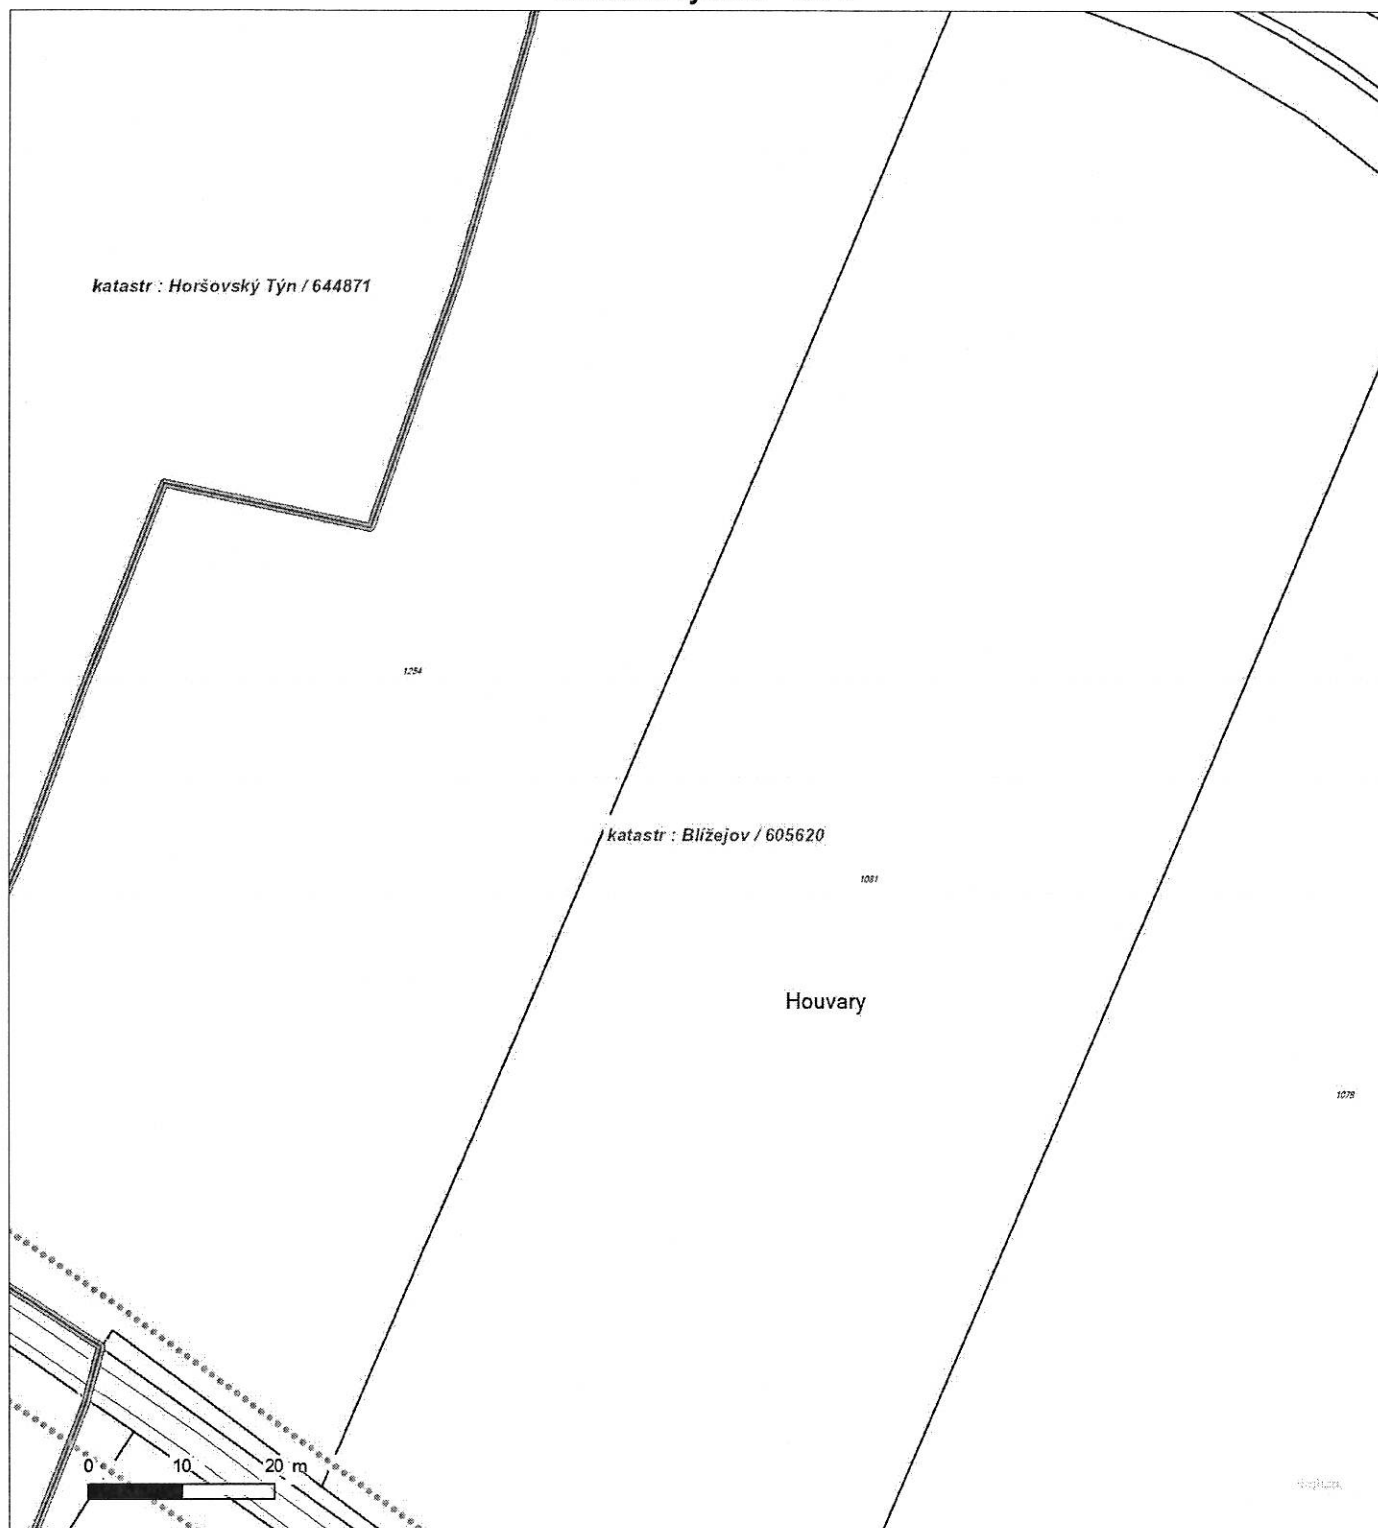 katastr : Horšovský Týn / 644871
1254
katastr : Blížejov / 605620
1081
Houvary
1078
0 10 20 m